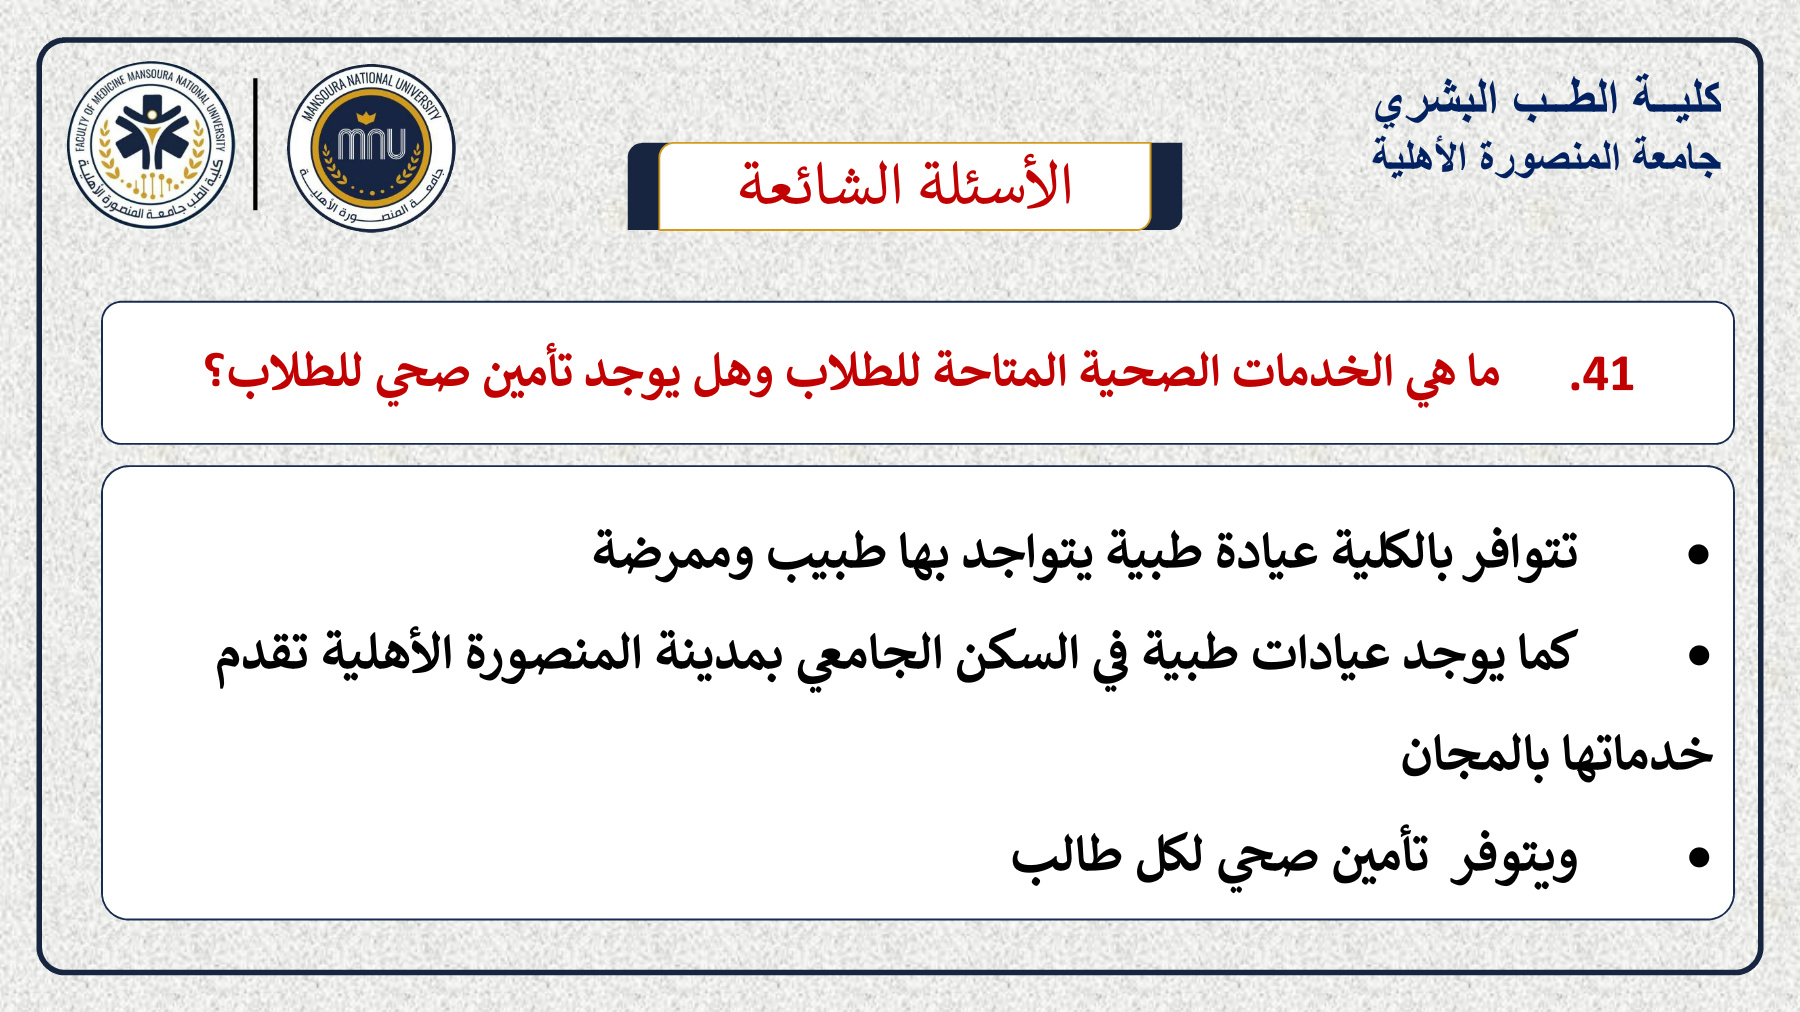 كليـــة الطـــب البشري
جامعة المنصورة الأهلية
FACULTY OF MEDICINE MANSOURA NATIONAL UNIVERSITY
كلية الطب جامعة المنصورة الأهلية
MANSOURA NATIONAL UNIVERSITY
mnu
جامعـــة المنصـــورة الأهليـــة
الأسئلة الشائعة
41. ما هي الخدمات الصحية المتاحة للطلاب وهل يوجد تأمين صحي للطلاب؟
• تتوافر بالكلية عيادة طبية يتواجد بها طبيب وممرضة
• كما يوجد عيادات طبية في السكن الجامعي بمدينة المنصورة الأهلية تقدم
خدماتها بالمجان
• ويتوفر تأمين صحي لكل طالب